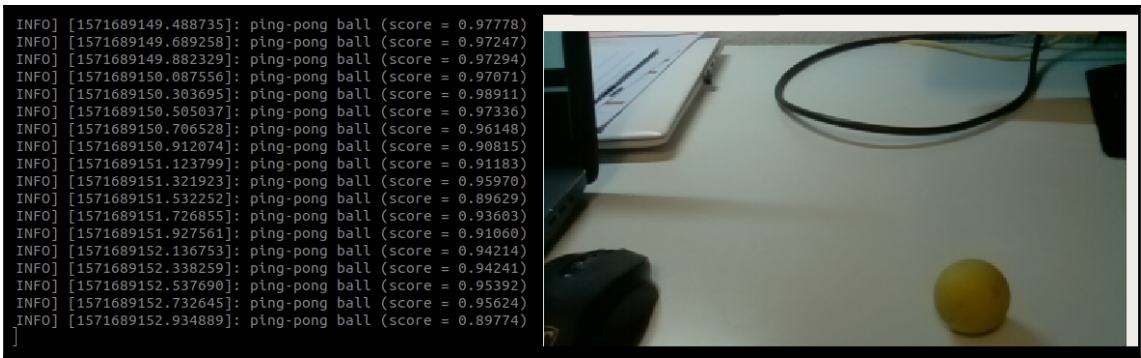 INFO] [1571689149.488735]: ping-pong ball (score = 0.97778)
INFO] [1571689149.689258]: ping-pong ball (score = 0.97247)
INFO] [1571689149.882329]: ping-pong ball (score = 0.97294)
INFO] [1571689150.087556]: ping-pong ball (score = 0.97071)
INFO] [1571689150.303695]: ping-pong ball (score = 0.98911)
INFO] [1571689150.505037]: ping-pong ball (score = 0.97336)
INFO] [1571689150.706528]: ping-pong ball (score = 0.96148)
INFO] [1571689150.912074]: ping-pong ball (score = 0.90815)
INFO] [1571689151.123799]: ping-pong ball (score = 0.91183)
INFO] [1571689151.321923]: ping-pong ball (score = 0.95970)
INFO] [1571689151.532252]: ping-pong ball (score = 0.89629)
INFO] [1571689151.726855]: ping-pong ball (score = 0.93603)
INFO] [1571689151.927561]: ping-pong ball (score = 0.91060)
INFO] [1571689152.136753]: ping-pong ball (score = 0.94214)
INFO] [1571689152.338259]: ping-pong ball (score = 0.94241)
INFO] [1571689152.537690]: ping-pong ball (score = 0.95392)
INFO] [1571689152.732645]: ping-pong ball (score = 0.95624)
INFO] [1571689152.934889]: ping-pong ball (score = 0.89774)